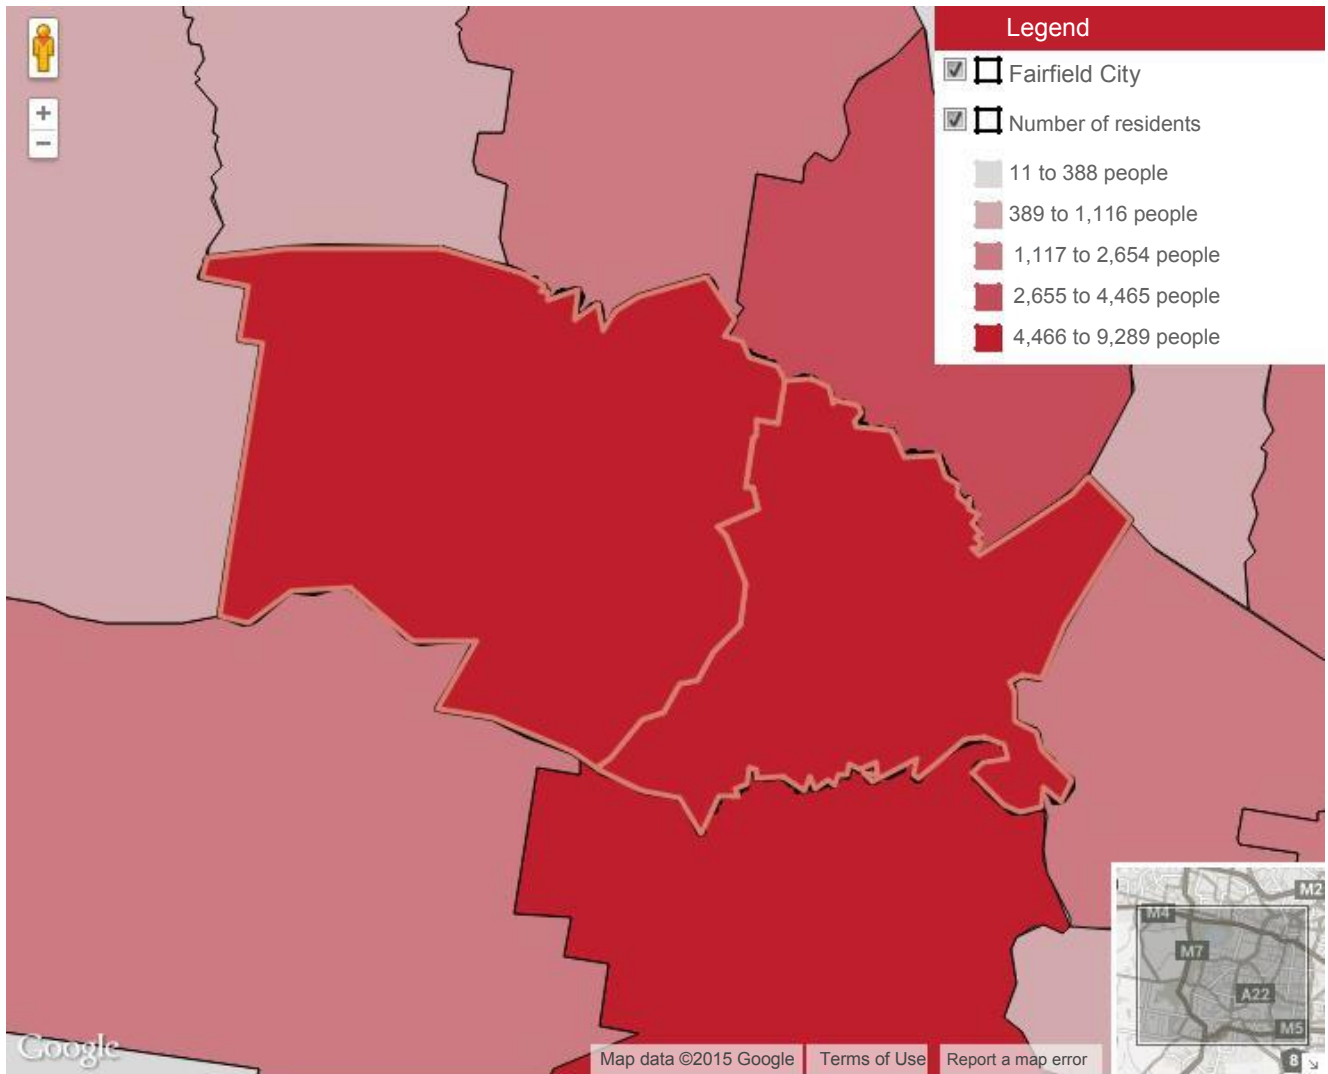 Legend
Fairfield City
Number of residents
11 to 388 people
389 to 1,116 people
1,117 to 2,654 people
2,655 to 4,465 people
4,466 to 9,289 people
+
−
M2
M4
M7
A22
M5
8
Google
Map data ©2015 Google
Terms of Use
Report a map error